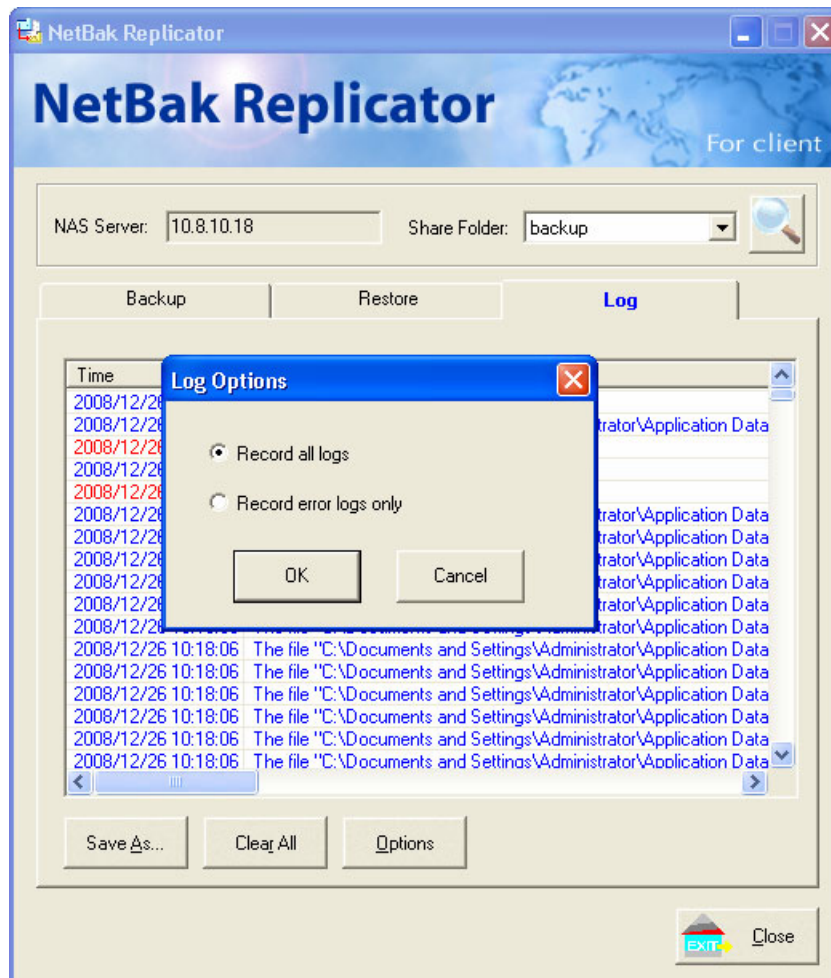 NetBak Replicator
NetBak Replicator
For client
NAS Server: 10.8.10.18 Share Folder: backup
Backup Restore Log
Time
Log Options
2008/12/26
2008/12/26 trator\Application Data
2008/12/26
Record all logs
2008/12/26
2008/12/26
Record error logs only
2008/12/26 trator\Application Data
2008/12/26 trator\Application Data
2008/12/26 trator\Application Data
OK Cancel
2008/12/26 trator\Application Data
2008/12/26 trator\Application Data
2008/12/26 10:18:06 The file "C:\Documents and Settings\Administrator\Application Data
2008/12/26 10:18:06 The file "C:\Documents and Settings\Administrator\Application Data
2008/12/26 10:18:06 The file "C:\Documents and Settings\Administrator\Application Data
2008/12/26 10:18:06 The file "C:\Documents and Settings\Administrator\Application Data
2008/12/26 10:18:06 The file "C:\Documents and Settings\Administrator\Application Data
2008/12/26 10:18:06 The file "C:\Documents and Settings\Administrator\Application Data
2008/12/26 10:18:06 The file "C:\Documents and Settings\Administrator\Application Data
Save As... Clear All Options
EXIT Close